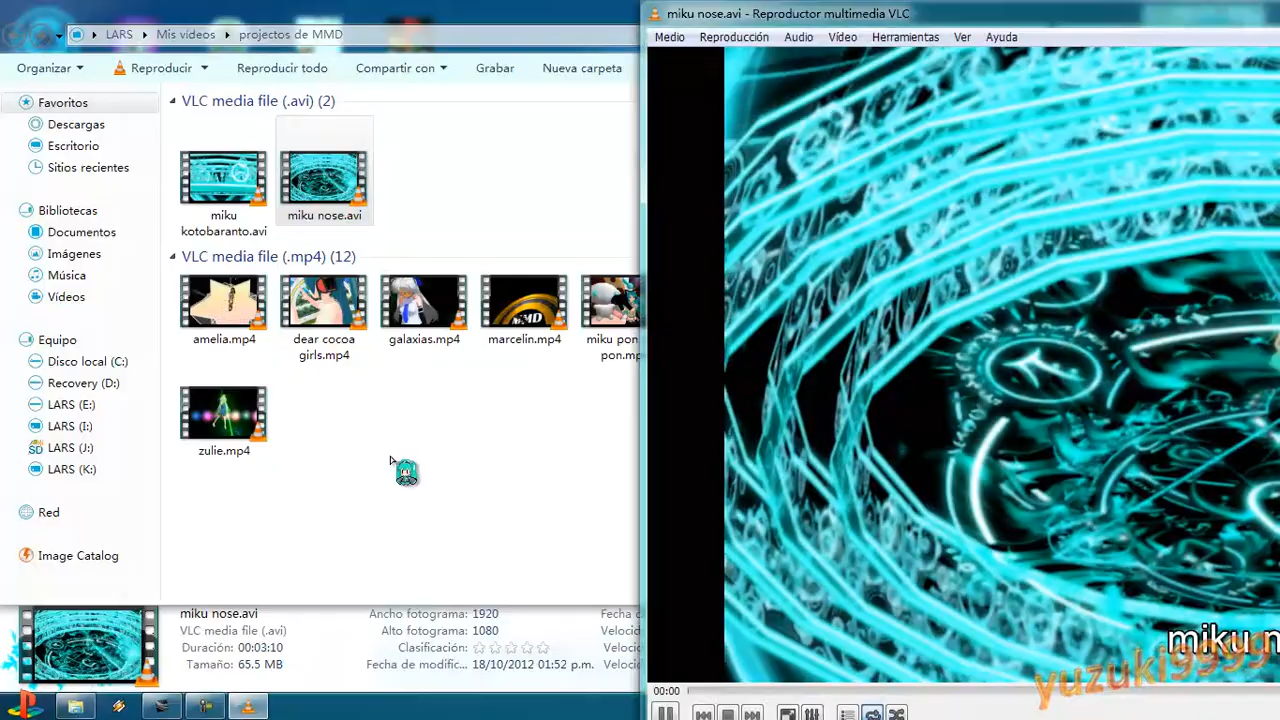 LARS
Mis vídeos
projectos de MMD
Organizar
Reproducir
Reproducir todo
Compartir con
Grabar
Nueva carpeta
Favoritos
Descargas
Escritorio
Sitios recientes
Bibliotecas
Documentos
Imágenes
Música
Vídeos
Equipo
Disco local (C:)
Recovery (D:)
LARS (E:)
LARS (I:)
LARS (J:)
LARS (K:)
Red
Image Catalog
VLC media file (.avi) (2)
miku
kotobaranto.avi
miku nose.avi
VLC media file (.mp4) (12)
amelia.mp4
dear cocoa
girls.mp4
galaxias.mp4
marcelin.mp4
miku pon
pon.mp
zulie.mp4
miku nose.avi
VLC media file (.avi)
Duración: 00:03:10
Tamaño: 65.5 MB
Ancho fotograma: 1920
Alto fotograma: 1080
Clasificación:
Fecha de modific... 18/10/2012 01:52 p.m.
Fecha c
Velocid
Velocid
miku nose.avi - Reproductor multimedia VLC
Medio
Reproducción
Audio
Vídeo
Herramientas
Ver
Ayuda
miku n
yuzuki9999
00:00